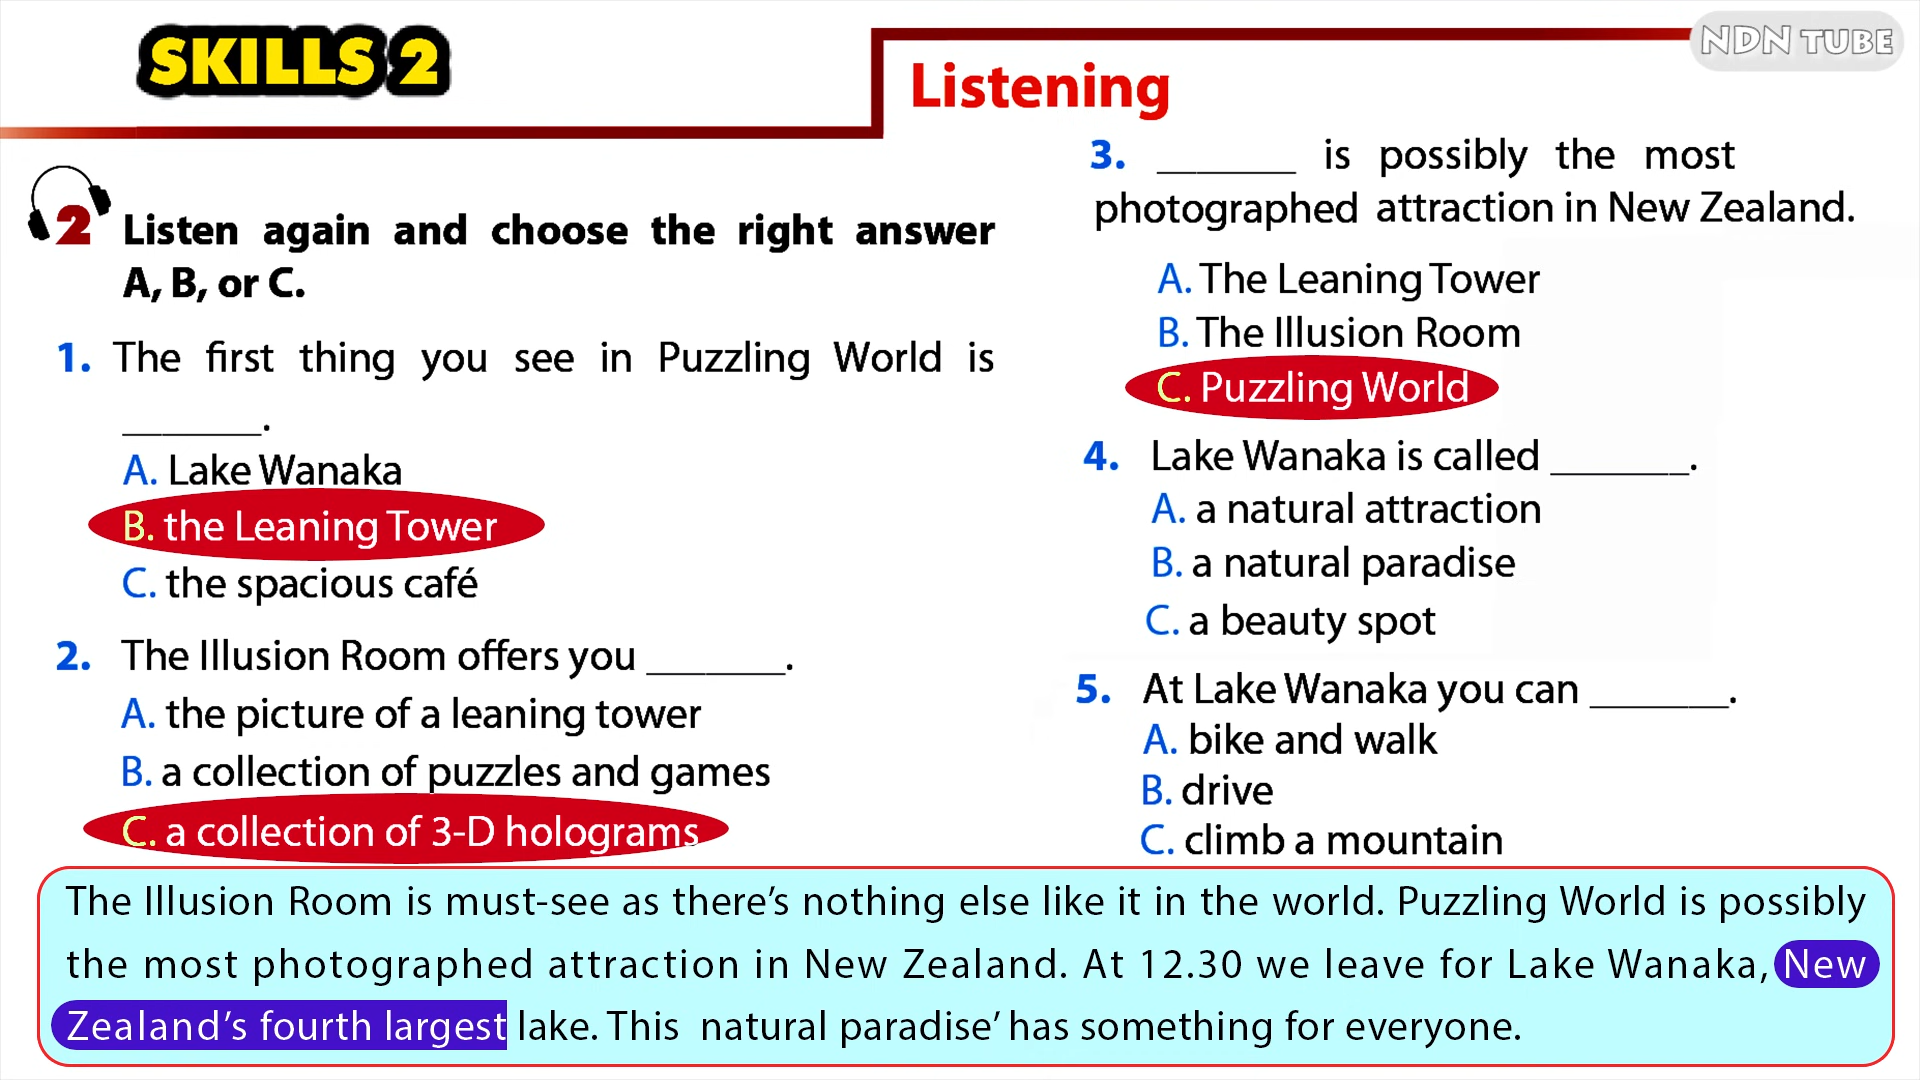 SKILLS 2
NDN TUBE
Listening
2 Listen again and choose the right answer
A, B, or C.
1. The first thing you see in Puzzling World is
_______.
A. Lake Wanaka
B. the Leaning Tower
C. the spacious café
2. The Illusion Room offers you _______.
A. the picture of a leaning tower
B. a collection of puzzles and games
C. a collection of 3-D holograms
3. _______ is possibly the most
photographed attraction in New Zealand.
A. The Leaning Tower
B. The Illusion Room
C. Puzzling World
4. Lake Wanaka is called _______.
A. a natural attraction
B. a natural paradise
C. a beauty spot
5. At Lake Wanaka you can _______.
A. bike and walk
B. drive
C. climb a mountain
The Illusion Room is must-see as there’s nothing else like it in the world. Puzzling World is possibly
the most photographed attraction in New Zealand. At 12.30 we leave for Lake Wanaka, New
Zealand’s fourth largest lake. This natural paradise’ has something for everyone.